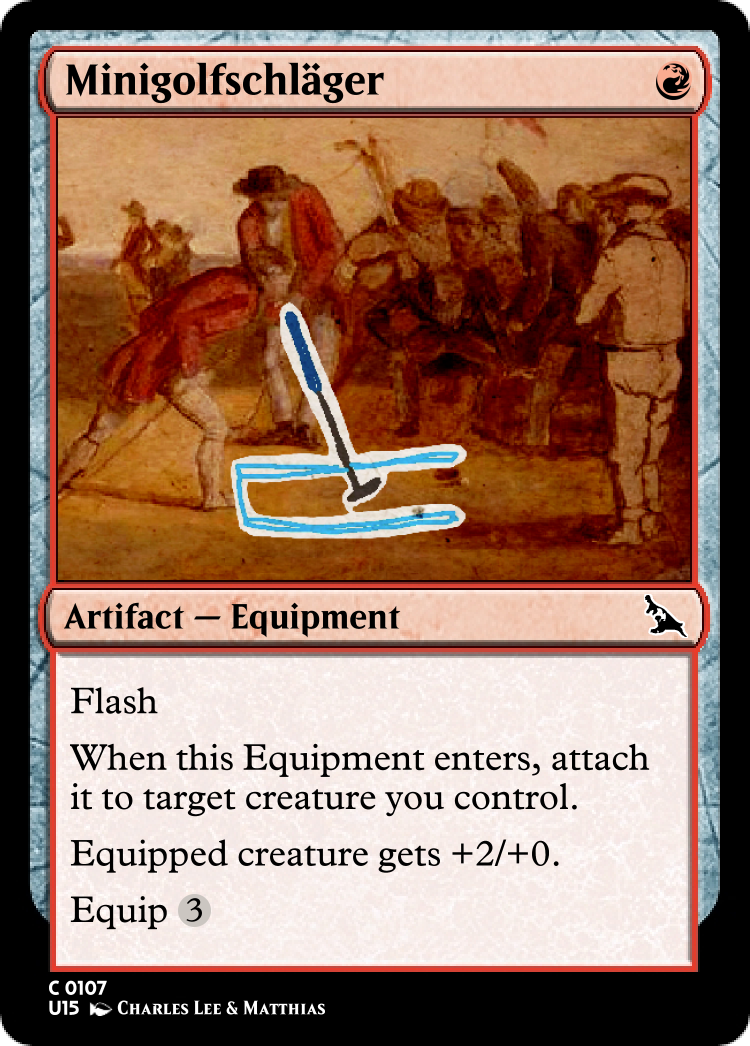 Minigolfschläger
Artifact — Equipment
Flash
When this Equipment enters, attach
it to target creature you control.
Equipped creature gets +2/+0.
Equip 3
C 0107
U15 Charles Lee & Matthias